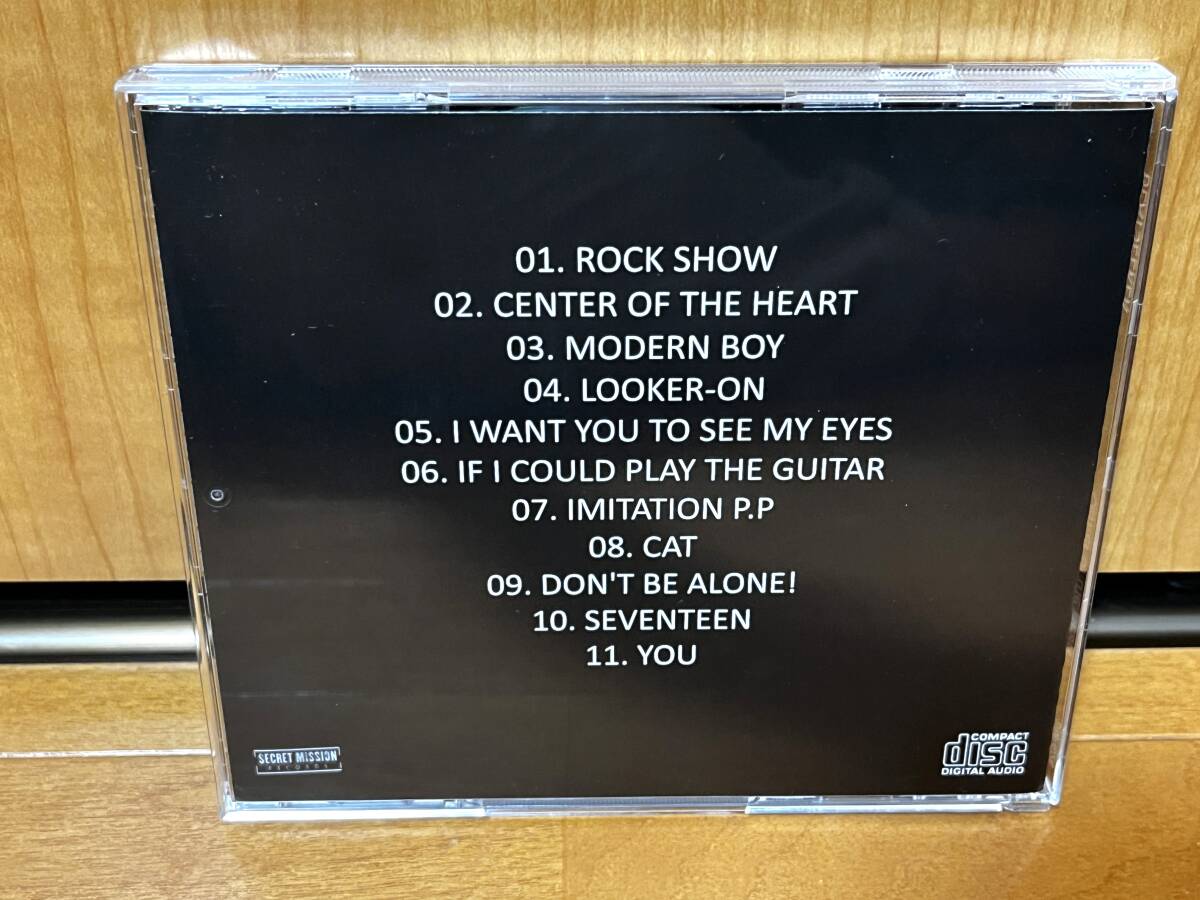 01. ROCK SHOW
02. CENTER OF THE HEART
03. MODERN BOY
04. LOOKER-ON
05. I WANT YOU TO SEE MY EYES
06. IF I COULD PLAY THE GUITAR
07. IMITATION P.P
08. CAT
09. DON'T BE ALONE!
10. SEVENTEEN
11. YOU
SECRET MISSION
RECORDS
COMPACT
disc
DIGITAL AUDIO